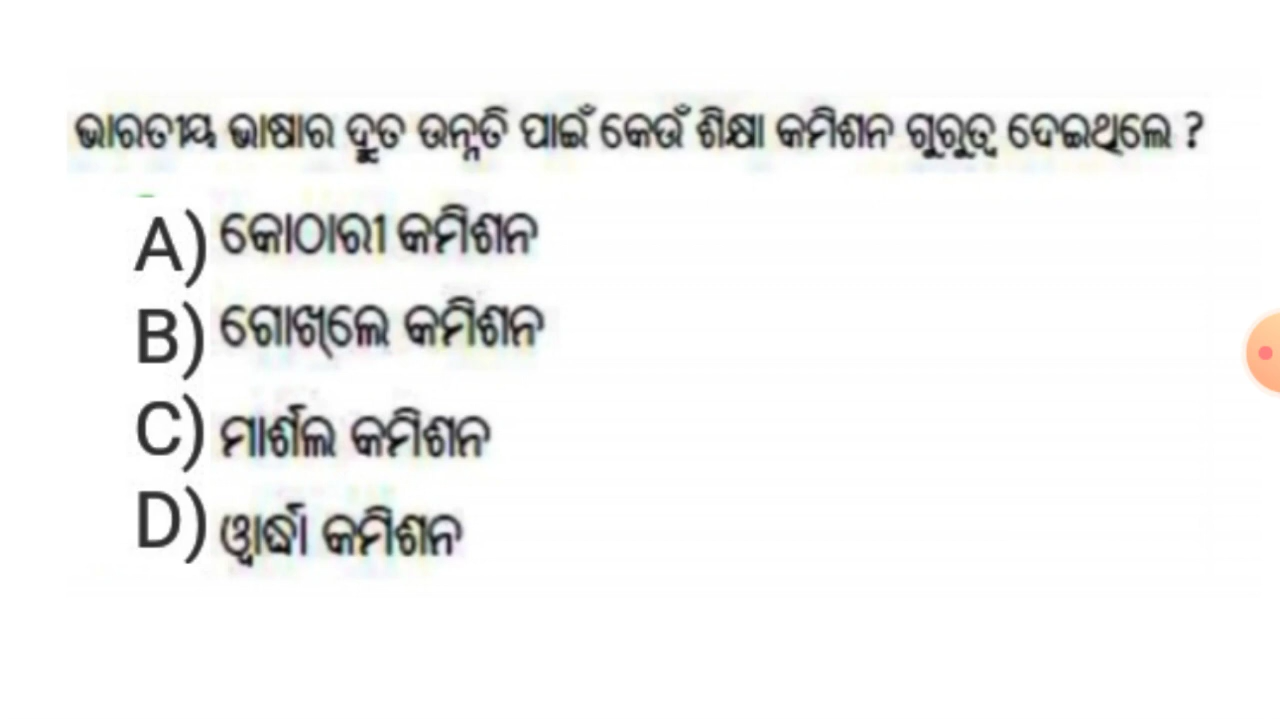 ଭାରତୀୟ ଭାଷାର ଦ୍ରୁତ ଉନ୍ନତି ପାଇଁ କେଉଁ ଶିକ୍ଷା କମିଶନ ଗୁରୁତ୍ୱ ଦେଇଥିଲେ ?
A) କୋଠାରୀ କମିଶନ
B) ଗୋଖ୍‌ଲେ କମିଶନ
C) ମାର୍ଶଲ କମିଶନ
D) ୱାର୍ଦ୍ଧା କମିଶନ